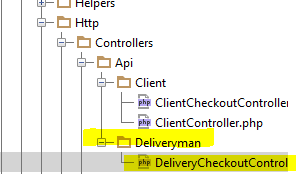 Helpers
Http
Controllers
Api
Client
ClientCheckoutController
ClientController.php
Deliveryman
DeliveryCheckoutControl